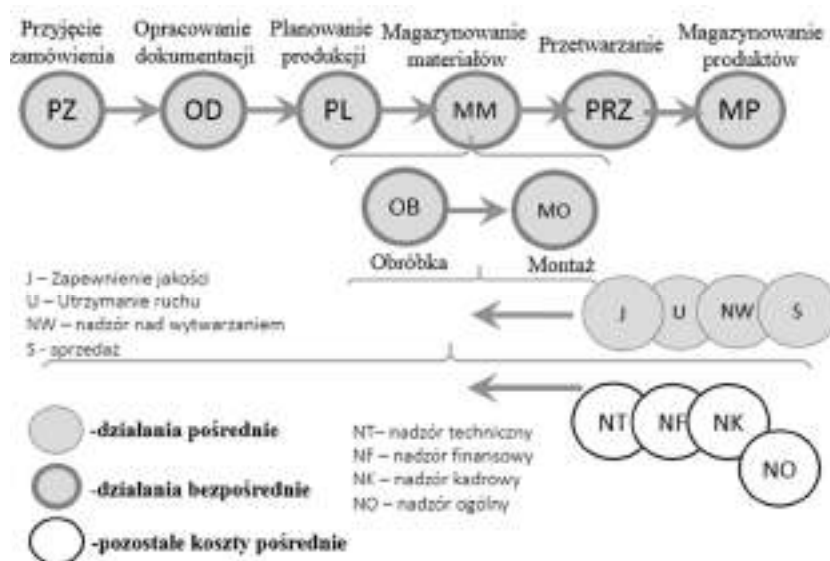 Przyjęcie
zamówienia
Opracowanie
dokumentacji
Planowanie
produkcji
Magazynowanie
materiałów
Przetwarzanie
Magazynowanie
produktów
PZ
OD
PL
MM
PRZ
MP
OB
MO
Obróbka
Montaż
J – Zapewnienie jakości
U – Utrzymanie ruchu
NW – nadzór nad wytwarzaniem
S - sprzedaż
J
U
NW
S
-działania pośrednie
-działania bezpośrednie
-pozostałe koszty pośrednie
NT– nadzór techniczny
NF – nadzór finansowy
NK – nadzór kadrowy
NO – nadzór ogólny
NT
NF
NK
NO